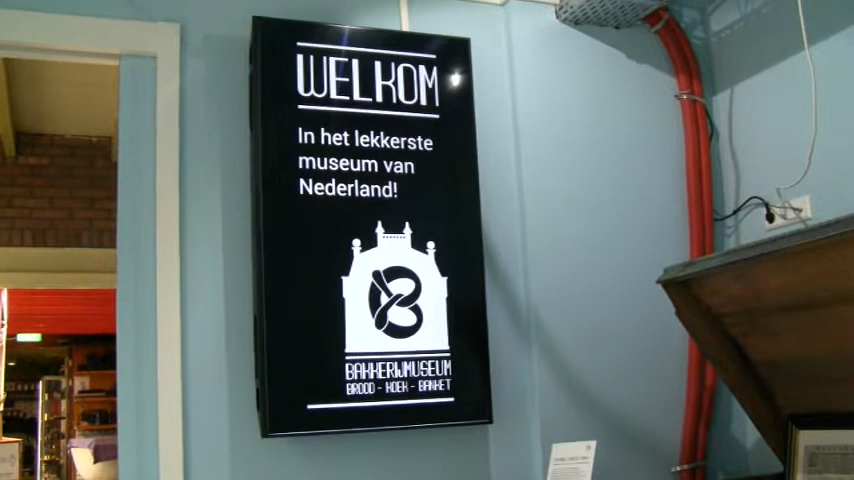 WELKOM
In het lekkerste
museum van
Nederland!
BAKKERIJMUSEUM
BROOD - KOEK - BANKET